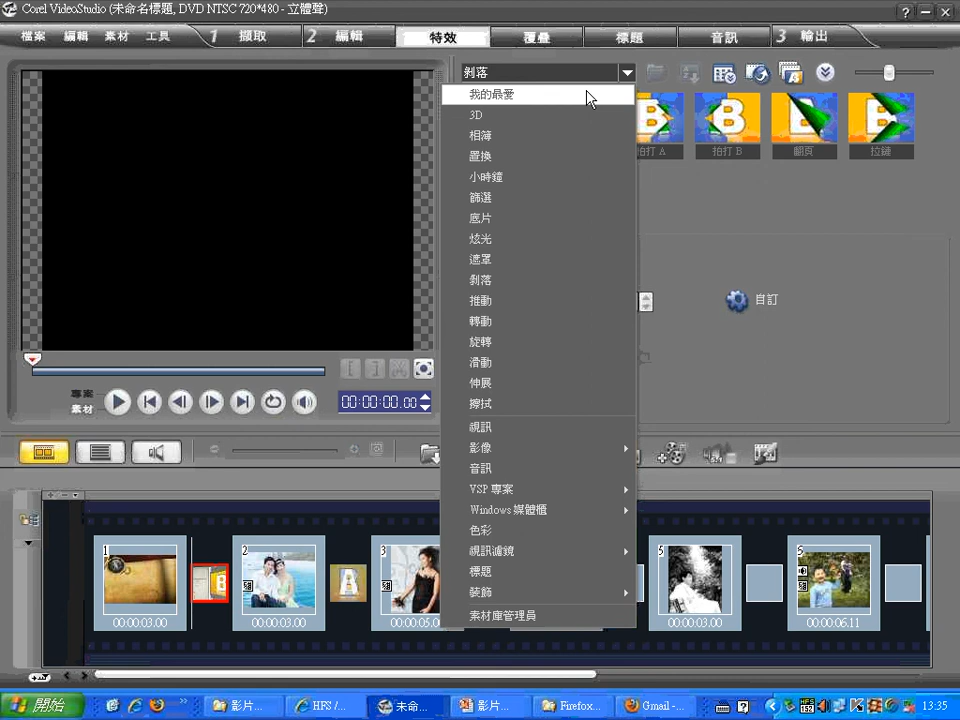 Corel VideoStudio (未命名標題, DVD NTSC 720*480 - 立體聲)
檔案 編輯 素材 工具 1 擷取 2 編輯 特效 覆疊 標題 音訊 3 輸出
剝落
我的最愛
3D
相簿
置換
小時鐘
篩選
底片
炫光
遮罩
剝落
推動
轉動
旋轉
滑動
伸展
擦拭
視訊
影像
音訊
VSP 專案
Windows 媒體櫃
色彩
視訊濾鏡
標題
裝飾
素材庫管理員
拍打 A 拍打 B 翻頁 拉鏈
自訂
專案
素材
00:00:00.00
1 2 3 5 6
00:00:03.00 00:00:03.00 00:00:05.0 00:00:03.00 00:00:06.11
開始 影片... HFS /... 未命... 影片... Firefox... Gmail -... 13:35